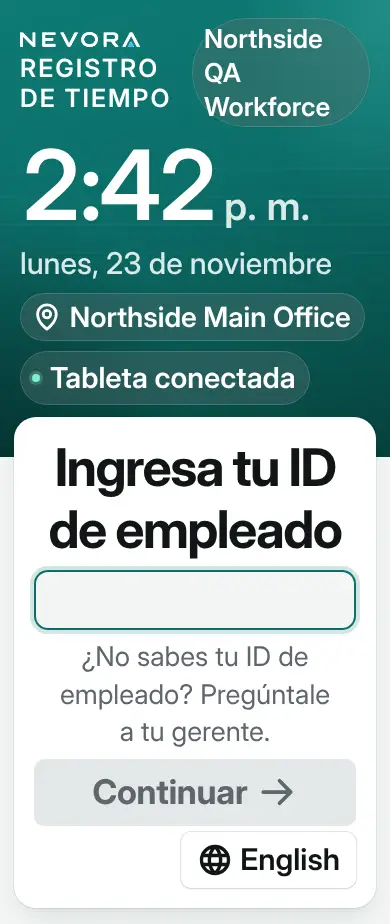 NEVORA
REGISTRO
DE TIEMPO
Northside
QA
Workforce
2:42 p. m.
lunes, 23 de noviembre
Northside Main Office
Tableta conectada
Ingresa tu ID
de empleado
¿No sabes tu ID de
empleado? Pregúntale
a tu gerente.
Continuar →
English